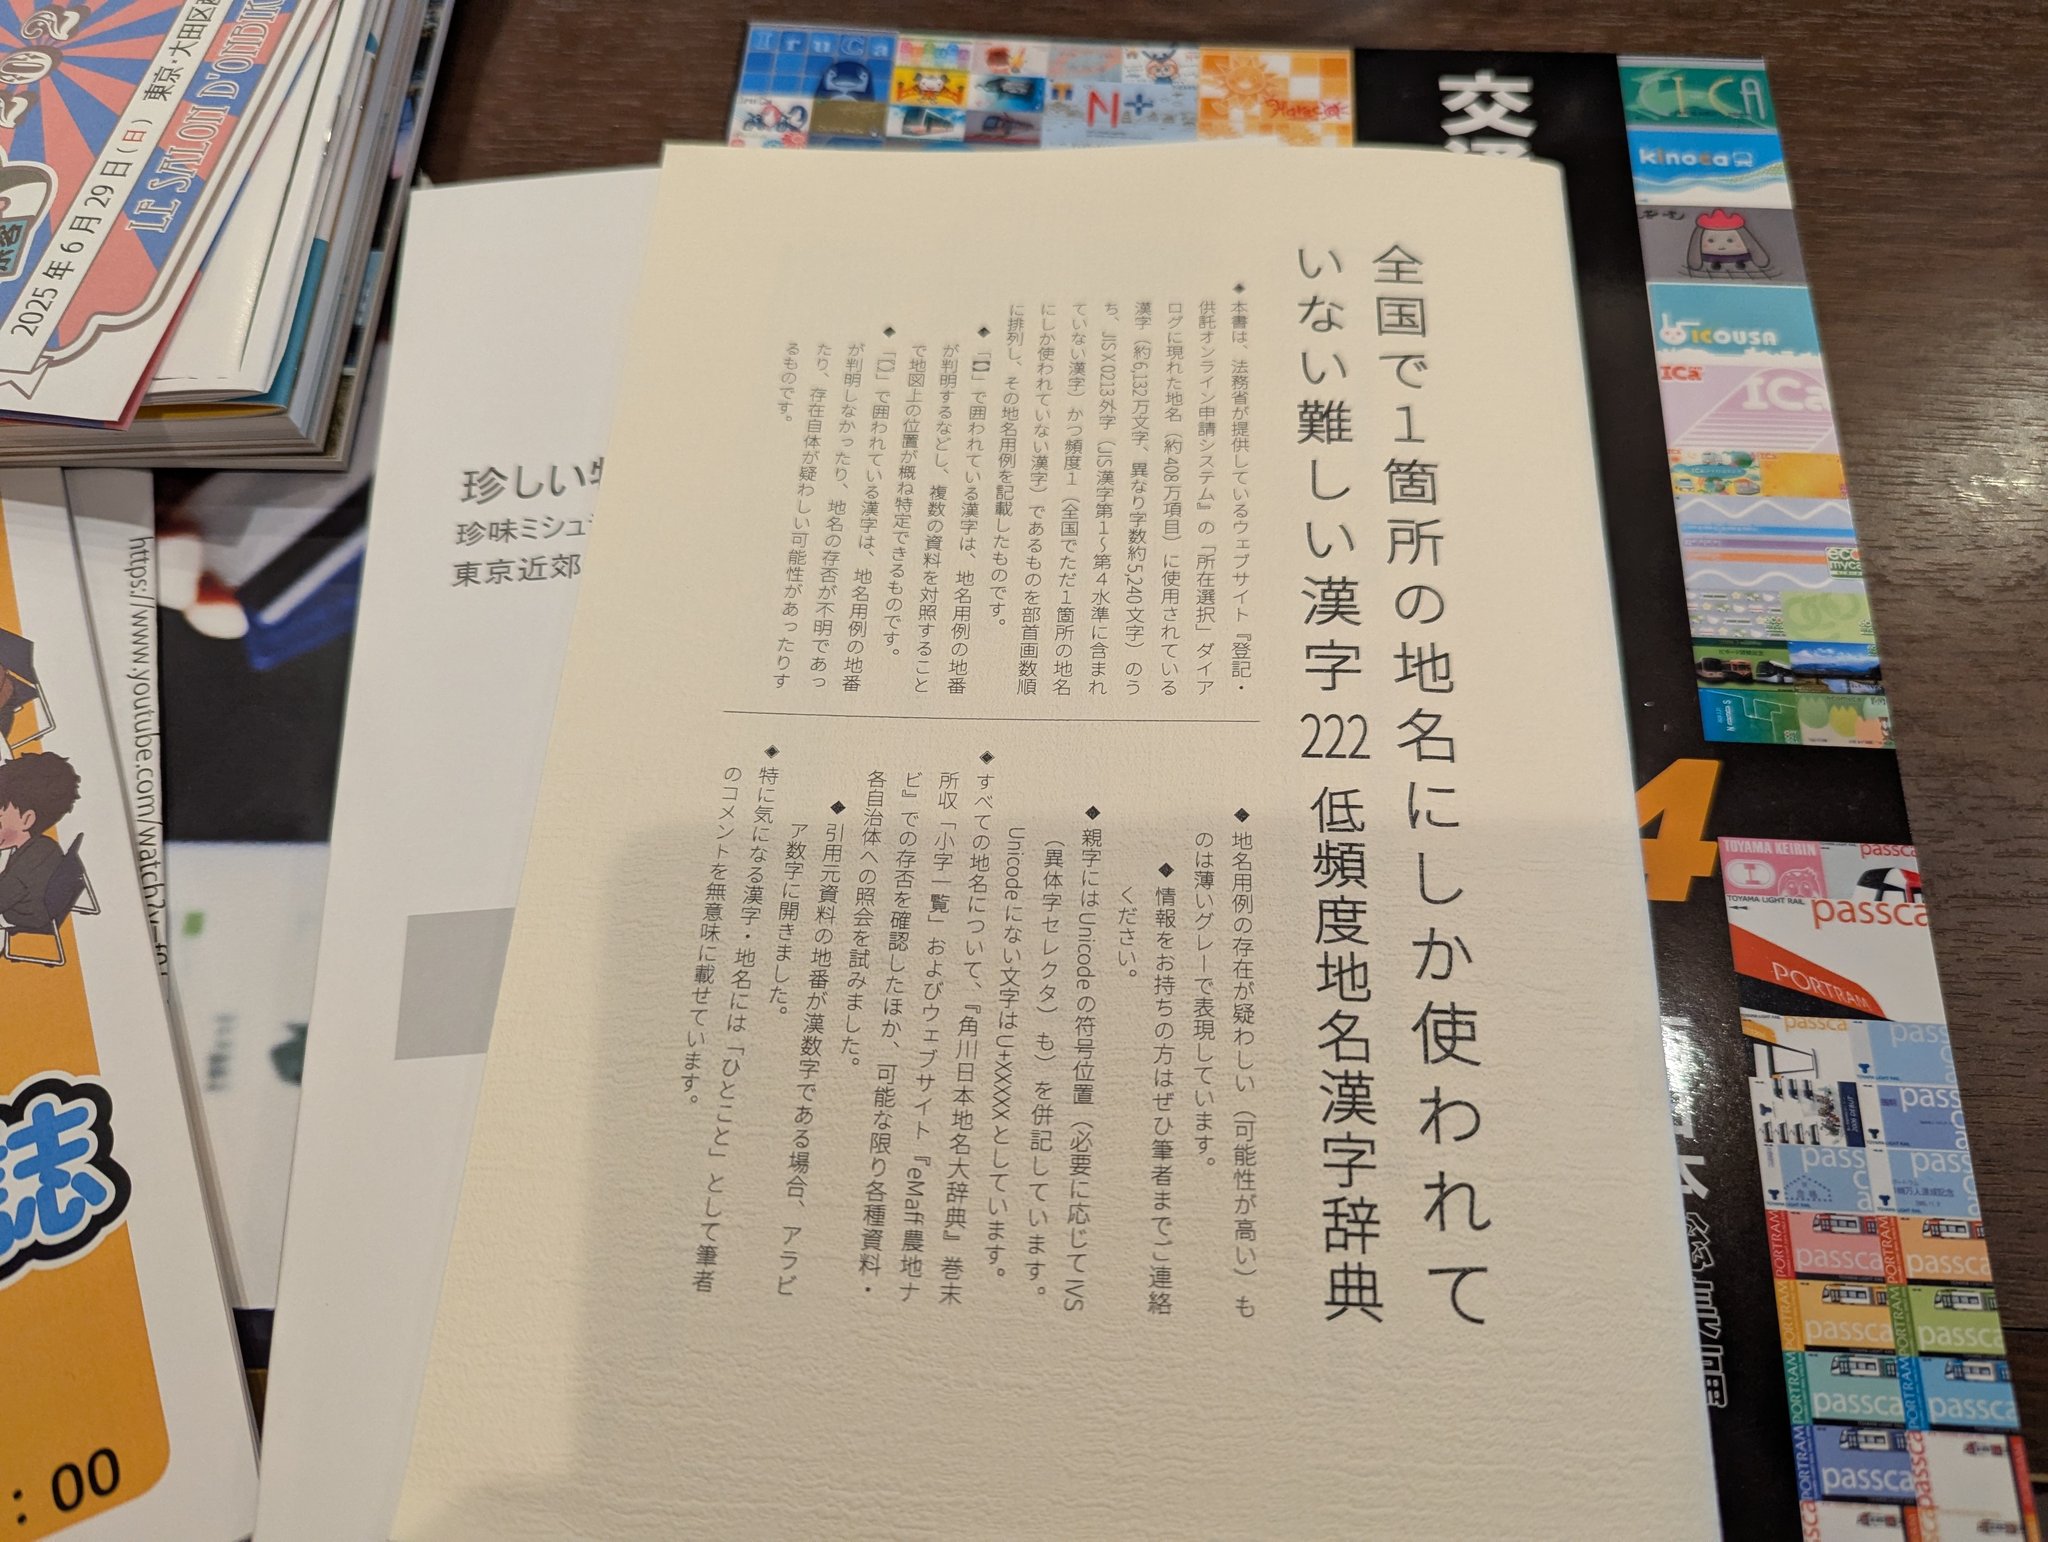 全国で1箇所の地名にしか使われて
いない難しい漢字 222 低頻度地名漢字辞典
◆本書は、法務省が提供しているウェブサイト『登記・
供託オンライン申請システム』の「所在選択」ダイア
ログに現れた地名（約408万項目）に使用されている
漢字（約6,132万文字、異なり字数約5,240文字）のう
ち、JIS X 0213外字（JIS漢字第1～第4水準に含まれ
ていない漢字）かつ頻度1（全国でただ1箇所の地名
にしか使われていない漢字）であるものを部首画数順
に排列し、その地名用例を記載したものです。
◆「【】」で囲われている漢字は、地名用例の地番
が判明するなどし、複数の資料を対照すること
で地図上の位置が概ね特定できるものです。
◆「〖〗」で囲われている漢字は、地名用例の地番
が判明しなかったり、地名の存否が不明であっ
たり、存在自体が疑わしい可能性があったりす
るものです。
◆地名用例の存在が疑わしい（可能性が高い）も
のは薄いグレーで表現しています。
◆情報をお持ちの方はぜひ筆者までご連絡
ください。
◆親字にはUnicodeの符号位置（必要に応じてIVS
（異体字セレクタ）も）を併記しています。
Unicodeにない文字はU+XXXXXとしています。
◈すべての地名について、『角川日本地名大辞典』巻末
所収「小字一覧」およびウェブサイト『eMaff農地ナ
ビ』での存否を確認したほか、可能な限り各種資料・
各自治体への照会を試みました。
◆引用元資料の地番が漢数字である場合、アラビ
ア数字に開きました。
◈特に気になる漢字・地名には「ひとこと」として筆者
のコメントを無意味に載せています。
珍しい
珍味ミシュ
東京近郊
https://www.youtube.com/watch?v=f
2025年6月29日(日) 東京・大田区
LE SALON D'ONDI
誌
: 00
交通
4
IruCa
CI-CA
kinoca
ICOUSA
ICa
ICa
eco
myca
TOYAMA KEIRIN
TOYAMA LIGHT RAIL
passca
PORTRAM
passca
passca
passca
PORTRAM
passca
passca
PORTRAM
passca
passca